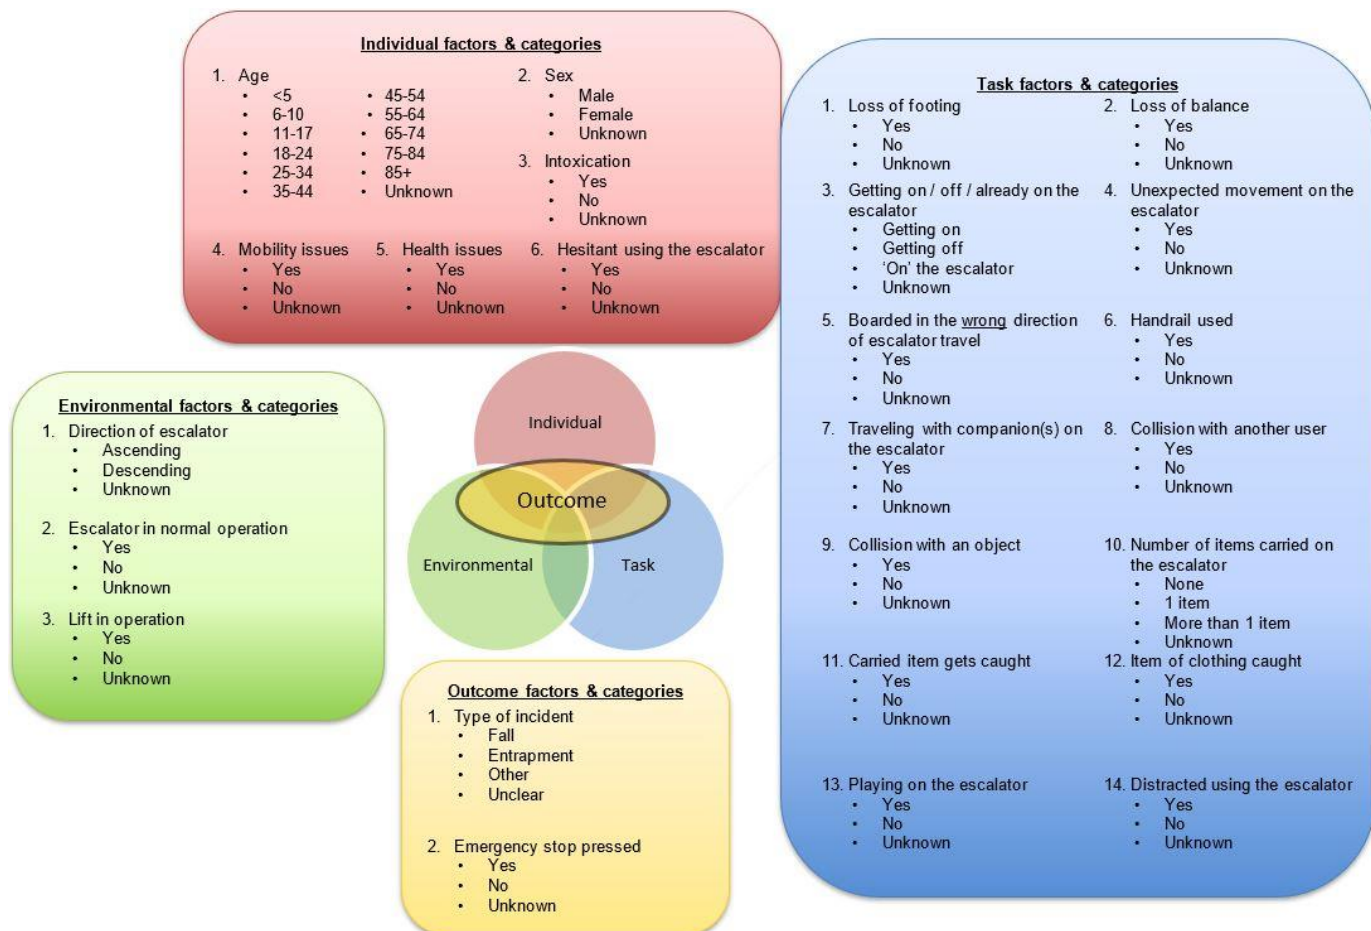 Individual factors & categories
1. Age
• <5
• 6-10
• 11-17
• 18-24
• 25-34
• 35-44
• 45-54
• 55-64
• 65-74
• 75-84
• 85+
• Unknown
2. Sex
• Male
• Female
• Unknown
3. Intoxication
• Yes
• No
• Unknown
4. Mobility issues
• Yes
• No
• Unknown
5. Health issues
• Yes
• No
• Unknown
6. Hesitant using the escalator
• Yes
• No
• Unknown
Task factors & categories
1. Loss of footing
• Yes
• No
• Unknown
2. Loss of balance
• Yes
• No
• Unknown
3. Getting on / off / already on the
escalator
• Getting on
• Getting off
• ‘On’ the escalator
• Unknown
4. Unexpected movement on the
escalator
• Yes
• No
• Unknown
5. Boarded in the wrong direction
of escalator travel
• Yes
• No
• Unknown
6. Handrail used
• Yes
• No
• Unknown
7. Traveling with companion(s) on
the escalator
• Yes
• No
• Unknown
8. Collision with another user
• Yes
• No
• Unknown
9. Collision with an object
• Yes
• No
• Unknown
10. Number of items carried on
the escalator
• None
• 1 item
• More than 1 item
• Unknown
11. Carried item gets caught
• Yes
• No
• Unknown
12. Item of clothing caught
• Yes
• No
• Unknown
13. Playing on the escalator
• Yes
• No
• Unknown
14. Distracted using the escalator
• Yes
• No
• Unknown
Environmental factors & categories
1. Direction of escalator
• Ascending
• Descending
• Unknown
2. Escalator in normal operation
• Yes
• No
• Unknown
3. Lift in operation
• Yes
• No
• Unknown
Individual
Outcome
Environmental
Task
Outcome factors & categories
1. Type of incident
• Fall
• Entrapment
• Other
• Unclear
2. Emergency stop pressed
• Yes
• No
• Unknown